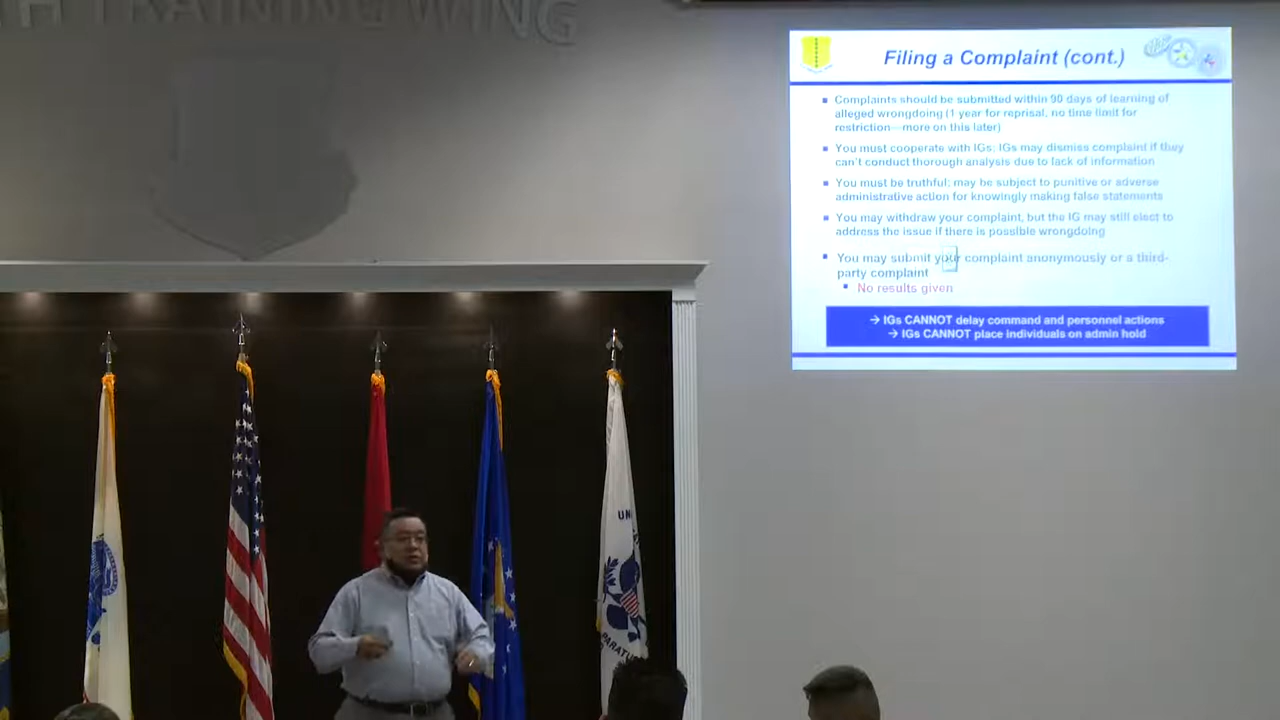 TH TRAINING WING
Filing a Complaint (cont.)
Complaints should be submitted within 90 days of learning of
alleged wrongdoing (1 year for reprisal, no time limit for
restriction—more on this later)
You must cooperate with IGs; IGs may dismiss complaint if they
can't conduct thorough analysis due to lack of information
You must be truthful; may be subject to punitive or adverse
administrative action for knowingly making false statements
You may withdraw your complaint, but the IG may still elect to
address the issue if there is possible wrongdoing
You may submit your complaint anonymously or a third-
party complaint
No results given
→ IGs CANNOT delay command and personnel actions
→ IGs CANNOT place individuals on admin hold
UN
PARATU